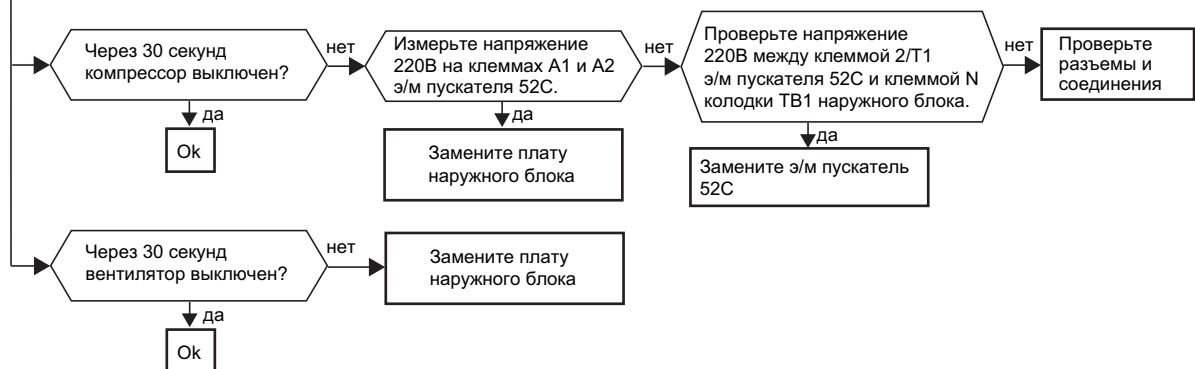 Через 30 секунд
компрессор выключен?
нет
да
Ok
Измерьте напряжение
220В на клеммах А1 и А2
э/м пускателя 52С.
нет
да
Замените плату
наружного блока
Проверьте напряжение
220В между клеммой 2/Т1
э/м пускателя 52С и клеммой N
колодки ТВ1 наружного блока.
нет
да
Замените э/м пускатель
52С
Проверьте
разъемы и
соединения
Через 30 секунд
вентилятор выключен?
нет
да
Ok
Замените плату
наружного блока